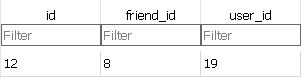 id friend_id user_id
Filter Filter Filter
12 8 19